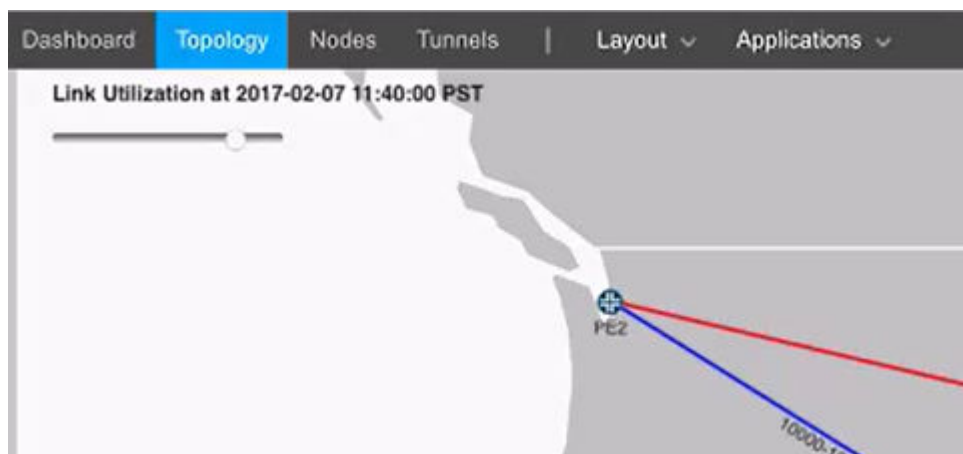 Dashboard Topology Nodes Tunnels | Layout Applications
Link Utilization at 2017-02-07 11:40:00 PST
PE2